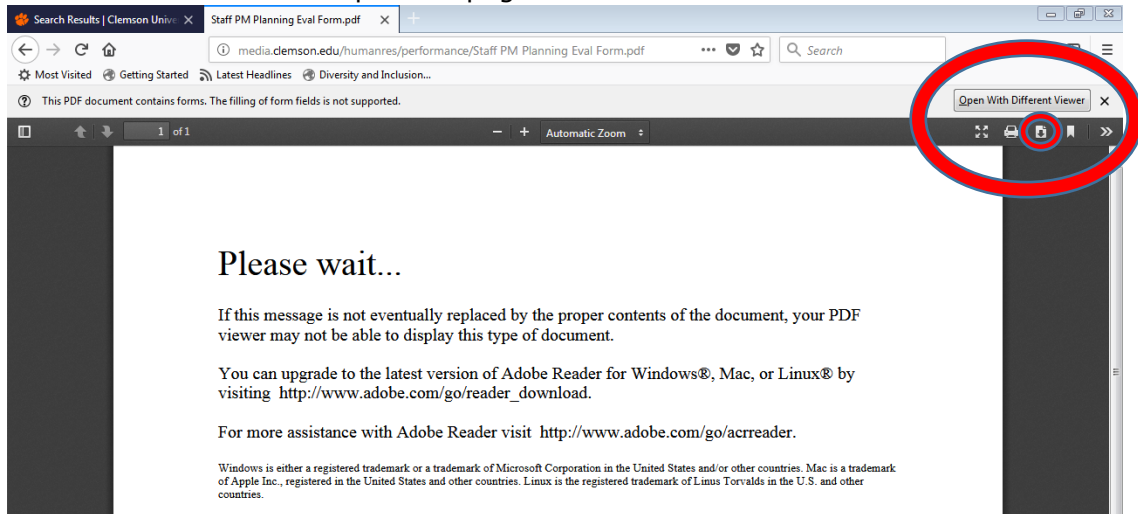 Search Results | Clemson Unive
Staff PM Planning Eval Form.pdf
media.clemson.edu/humanres/performance/Staff PM Planning Eval Form.pdf
Search
Most Visited Getting Started Latest Headlines Diversity and Inclusion...
This PDF document contains forms. The filling of form fields is not supported.
Open With Different Viewer
1 of 1
Automatic Zoom
Please wait...
If this message is not eventually replaced by the proper contents of the document, your PDF
viewer may not be able to display this type of document.
You can upgrade to the latest version of Adobe Reader for Windows®, Mac, or Linux® by
visiting http://www.adobe.com/go/reader_download.
For more assistance with Adobe Reader visit http://www.adobe.com/go/acrreader.
Windows is either a registered trademark or a trademark of Microsoft Corporation in the United States and/or other countries. Mac is a trademark
of Apple Inc., registered in the United States and other countries. Linux is the registered trademark of Linus Torvalds in the U.S. and other
countries.